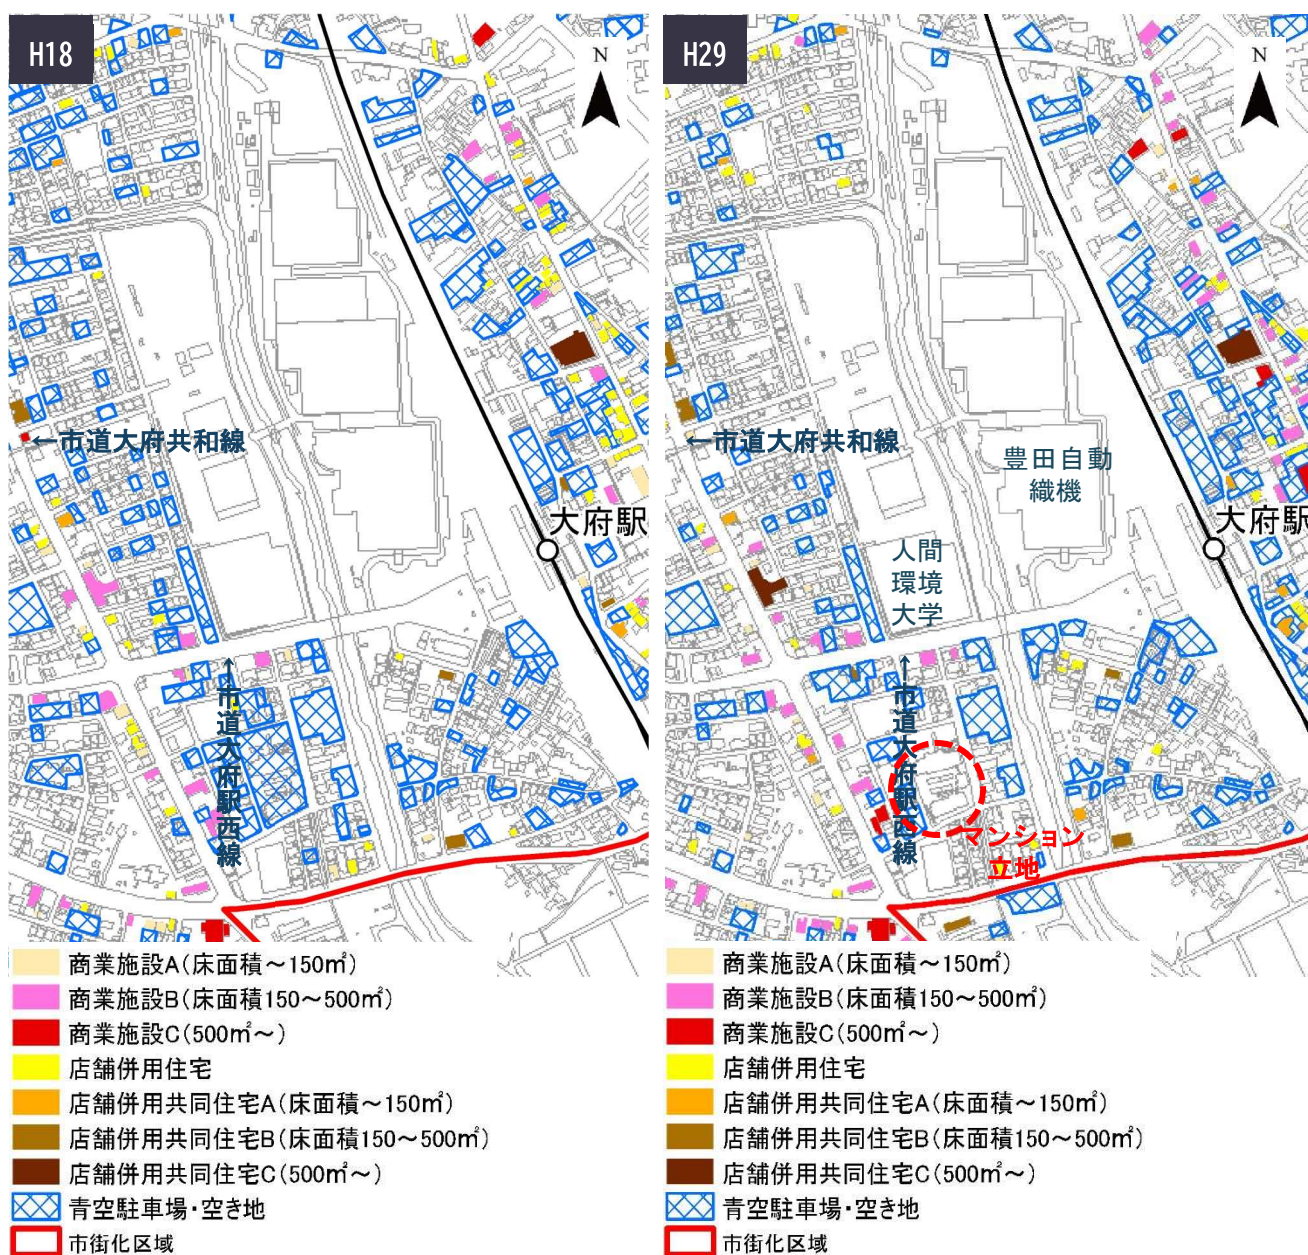 H18
N
←市道大府共和線
大府駅
←市道大府駅西線
商業施設A(床面積~150㎡)
商業施設B(床面積150~500㎡)
商業施設C(500㎡~)
店舗併用住宅
店舗併用共同住宅A(床面積~150㎡)
店舗併用共同住宅B(床面積150~500㎡)
店舗併用共同住宅C(500㎡~)
青空駐車場・空き地
市街化区域
H29
N
←市道大府共和線
豊田自動
織機
大府駅
人間
環境
大学
←市道大府駅西線
マンション
立地
商業施設A(床面積~150㎡)
商業施設B(床面積150~500㎡)
商業施設C(500㎡~)
店舗併用住宅
店舗併用共同住宅A(床面積~150㎡)
店舗併用共同住宅B(床面積150~500㎡)
店舗併用共同住宅C(500㎡~)
青空駐車場・空き地
市街化区域